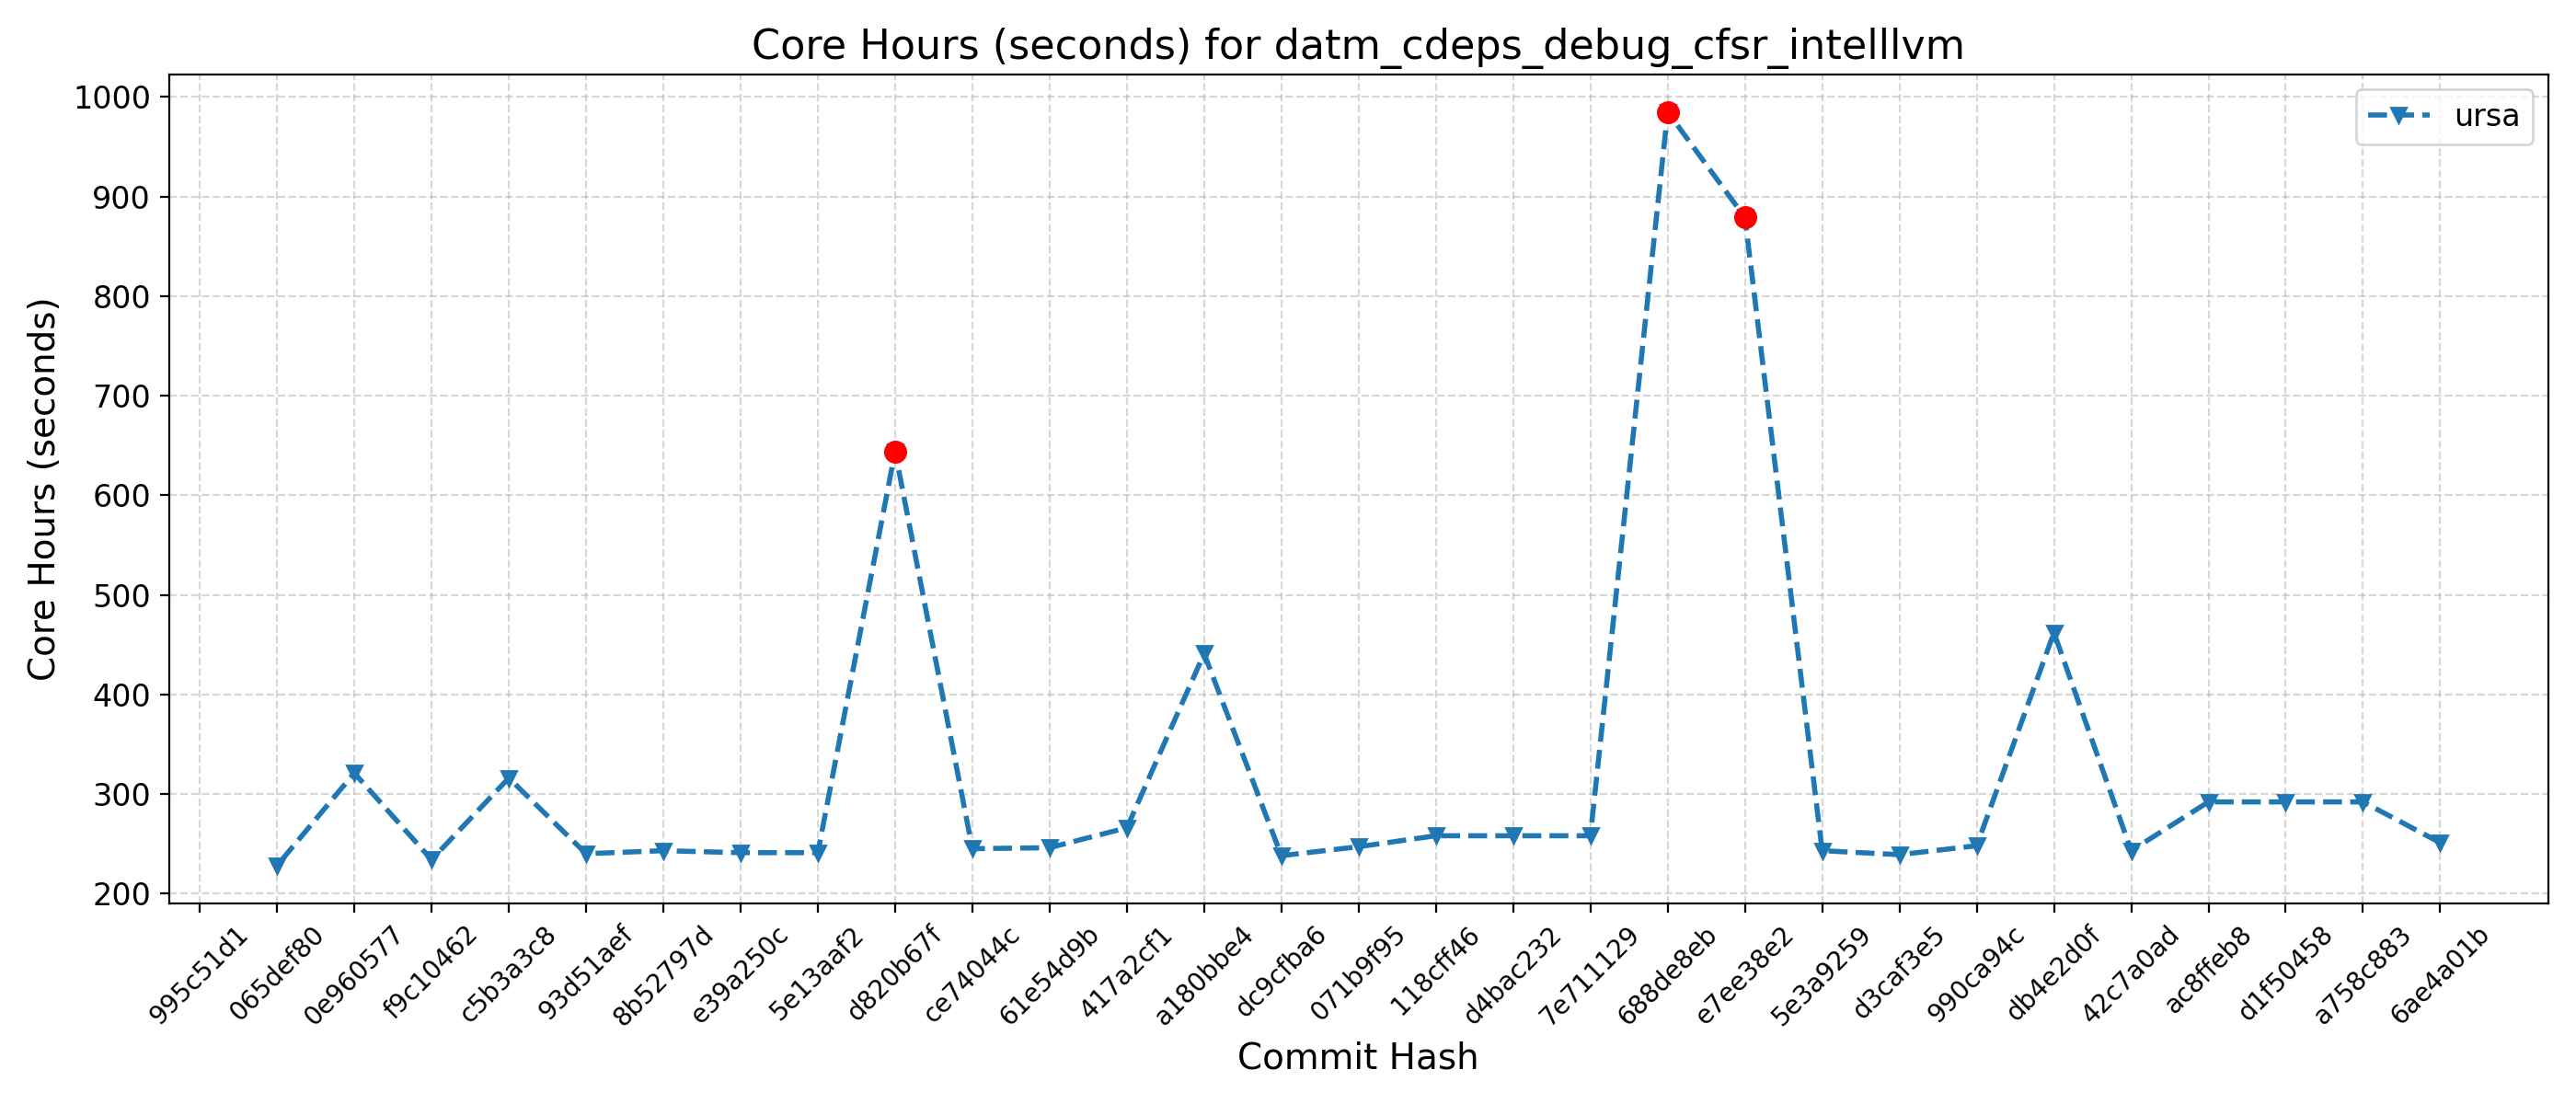 Core Hours (seconds) for datm_cdeps_debug_cfsr_intelllvm
ursa
Core Hours (seconds)
1000
900
800
700
600
500
400
300
200
995c51d1
065def80
0e960577
f9c10462
c5b3a3c8
93d51aef
8b52797d
e39a250c
5e13aaf2
d820b67f
ce74044c
61e54d9b
417a2cf1
a180bbe4
dc9cfba6
071b9f95
118cff46
d4bac232
7e711129
688de8eb
e7ee38e2
5e3a9259
d3caf3e5
990ca94c
db4e2d0f
42c7a0ad
ac8ffeb8
d1f50458
a758c883
6ae4a01b
Commit Hash